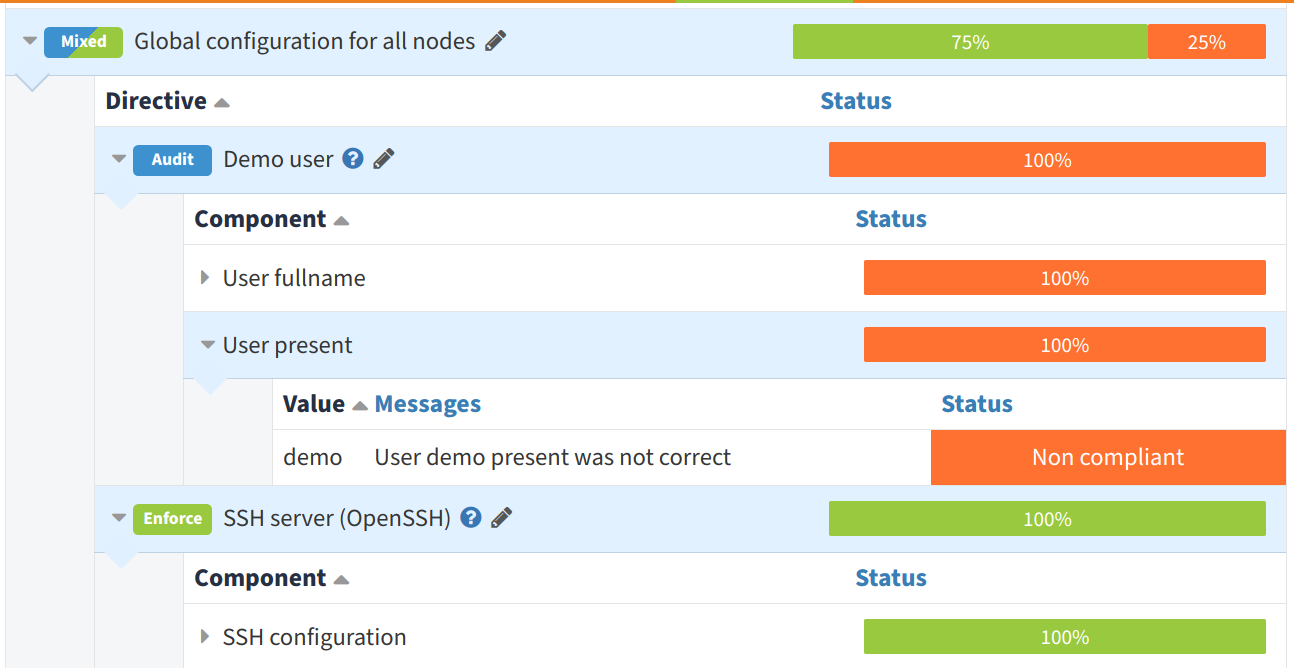 Mixed Global configuration for all nodes 75% 25%
Directive Status
Audit Demo user ? 100%
Component Status
User fullname 100%
User present 100%
Value Messages Status
demo User demo present was not correct Non compliant
Enforce SSH server (OpenSSH) ? 100%
Component Status
SSH configuration 100%